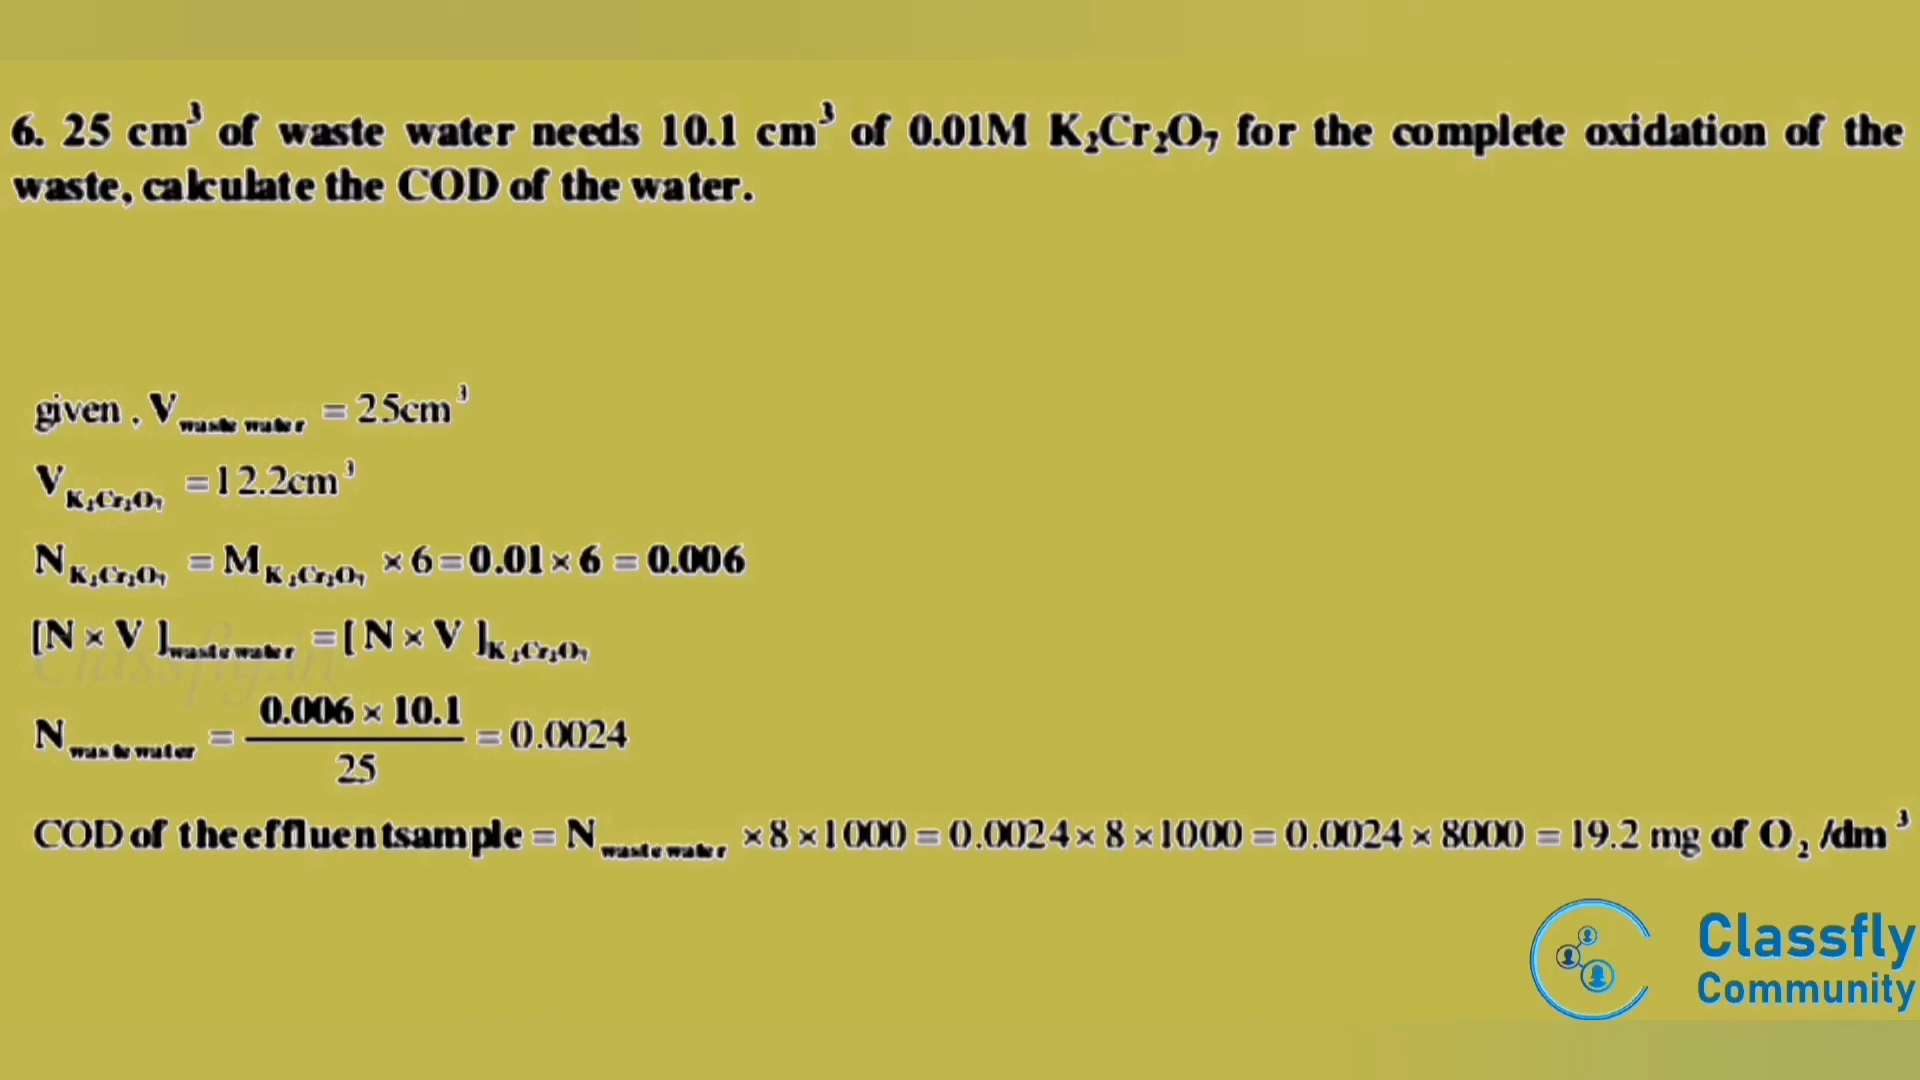 6. 25 cm³ of waste water needs 10.1 cm³ of 0.01M K₂Cr₂O₇ for the complete oxidation of the
waste, calculate the COD of the water.
given , V waste water = 25cm³
V K₂Cr₂O₇ =12.2cm³
N K₂Cr₂O₇ = M K₂Cr₂O₇ × 6=0.01× 6 = 0.006
[N × V ] waste water =[ N × V ] K₂Cr₂O₇
N waste water = 0.006 × 10.1 / 25 = 0.0024
COD of the effluent sample = N waste water ×8 ×1000 = 0.0024× 8 ×1000 = 0.0024 × 8000 = 19.2 mg of O₂ /dm³
Classfly.in
Classfly
Community